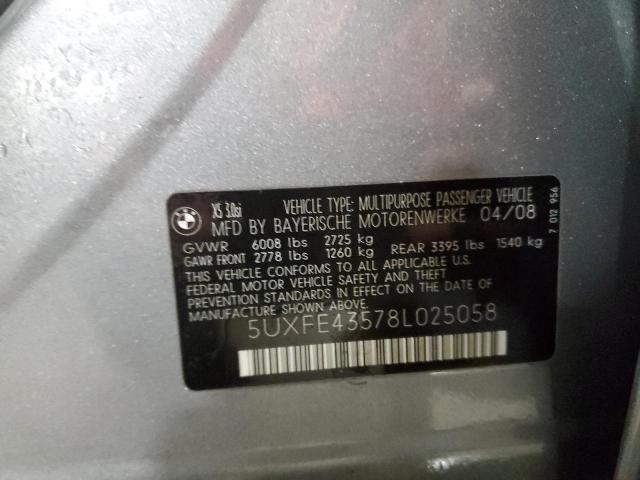 X5 3.0si
VEHICLE TYPE: MULTIPURPOSE PASSENGER VEHICLE
MFD BY BAYERISCHE MOTORENWERKE 04/08
GVWR 6008 lbs 2725 kg
GAWR FRONT 2778 lbs 1260 kg REAR 3395 lbs 1540 kg
THIS VEHICLE CONFORMS TO ALL APPLICABLE U.S.
FEDERAL MOTOR VEHICLE SAFETY AND THEFT
PREVENTION STANDARDS IN EFFECT ON THE DATE OF
MANUFACTURE SHOWN ABOVE.
5UXFE43578L025058
7 012 956